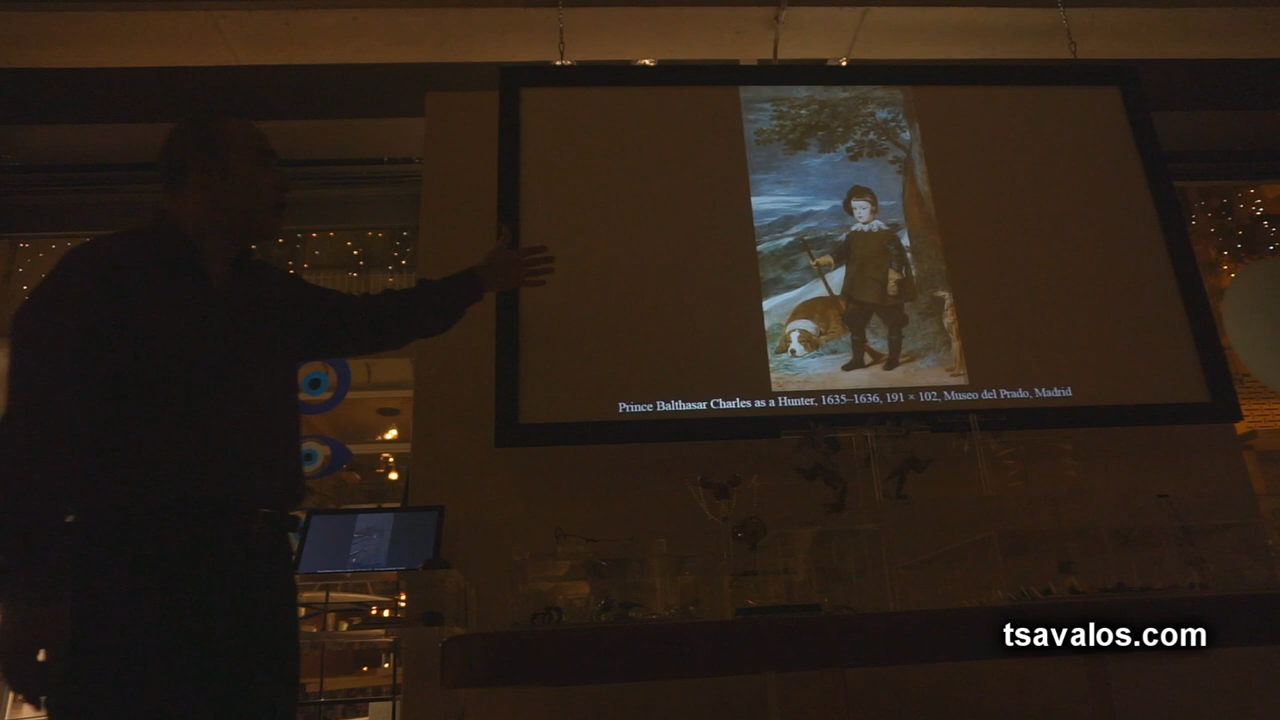 Prince Balthasar Charles as a Hunter, 1635–1636, 191 × 102, Museo del Prado, Madrid
tsavalos.com